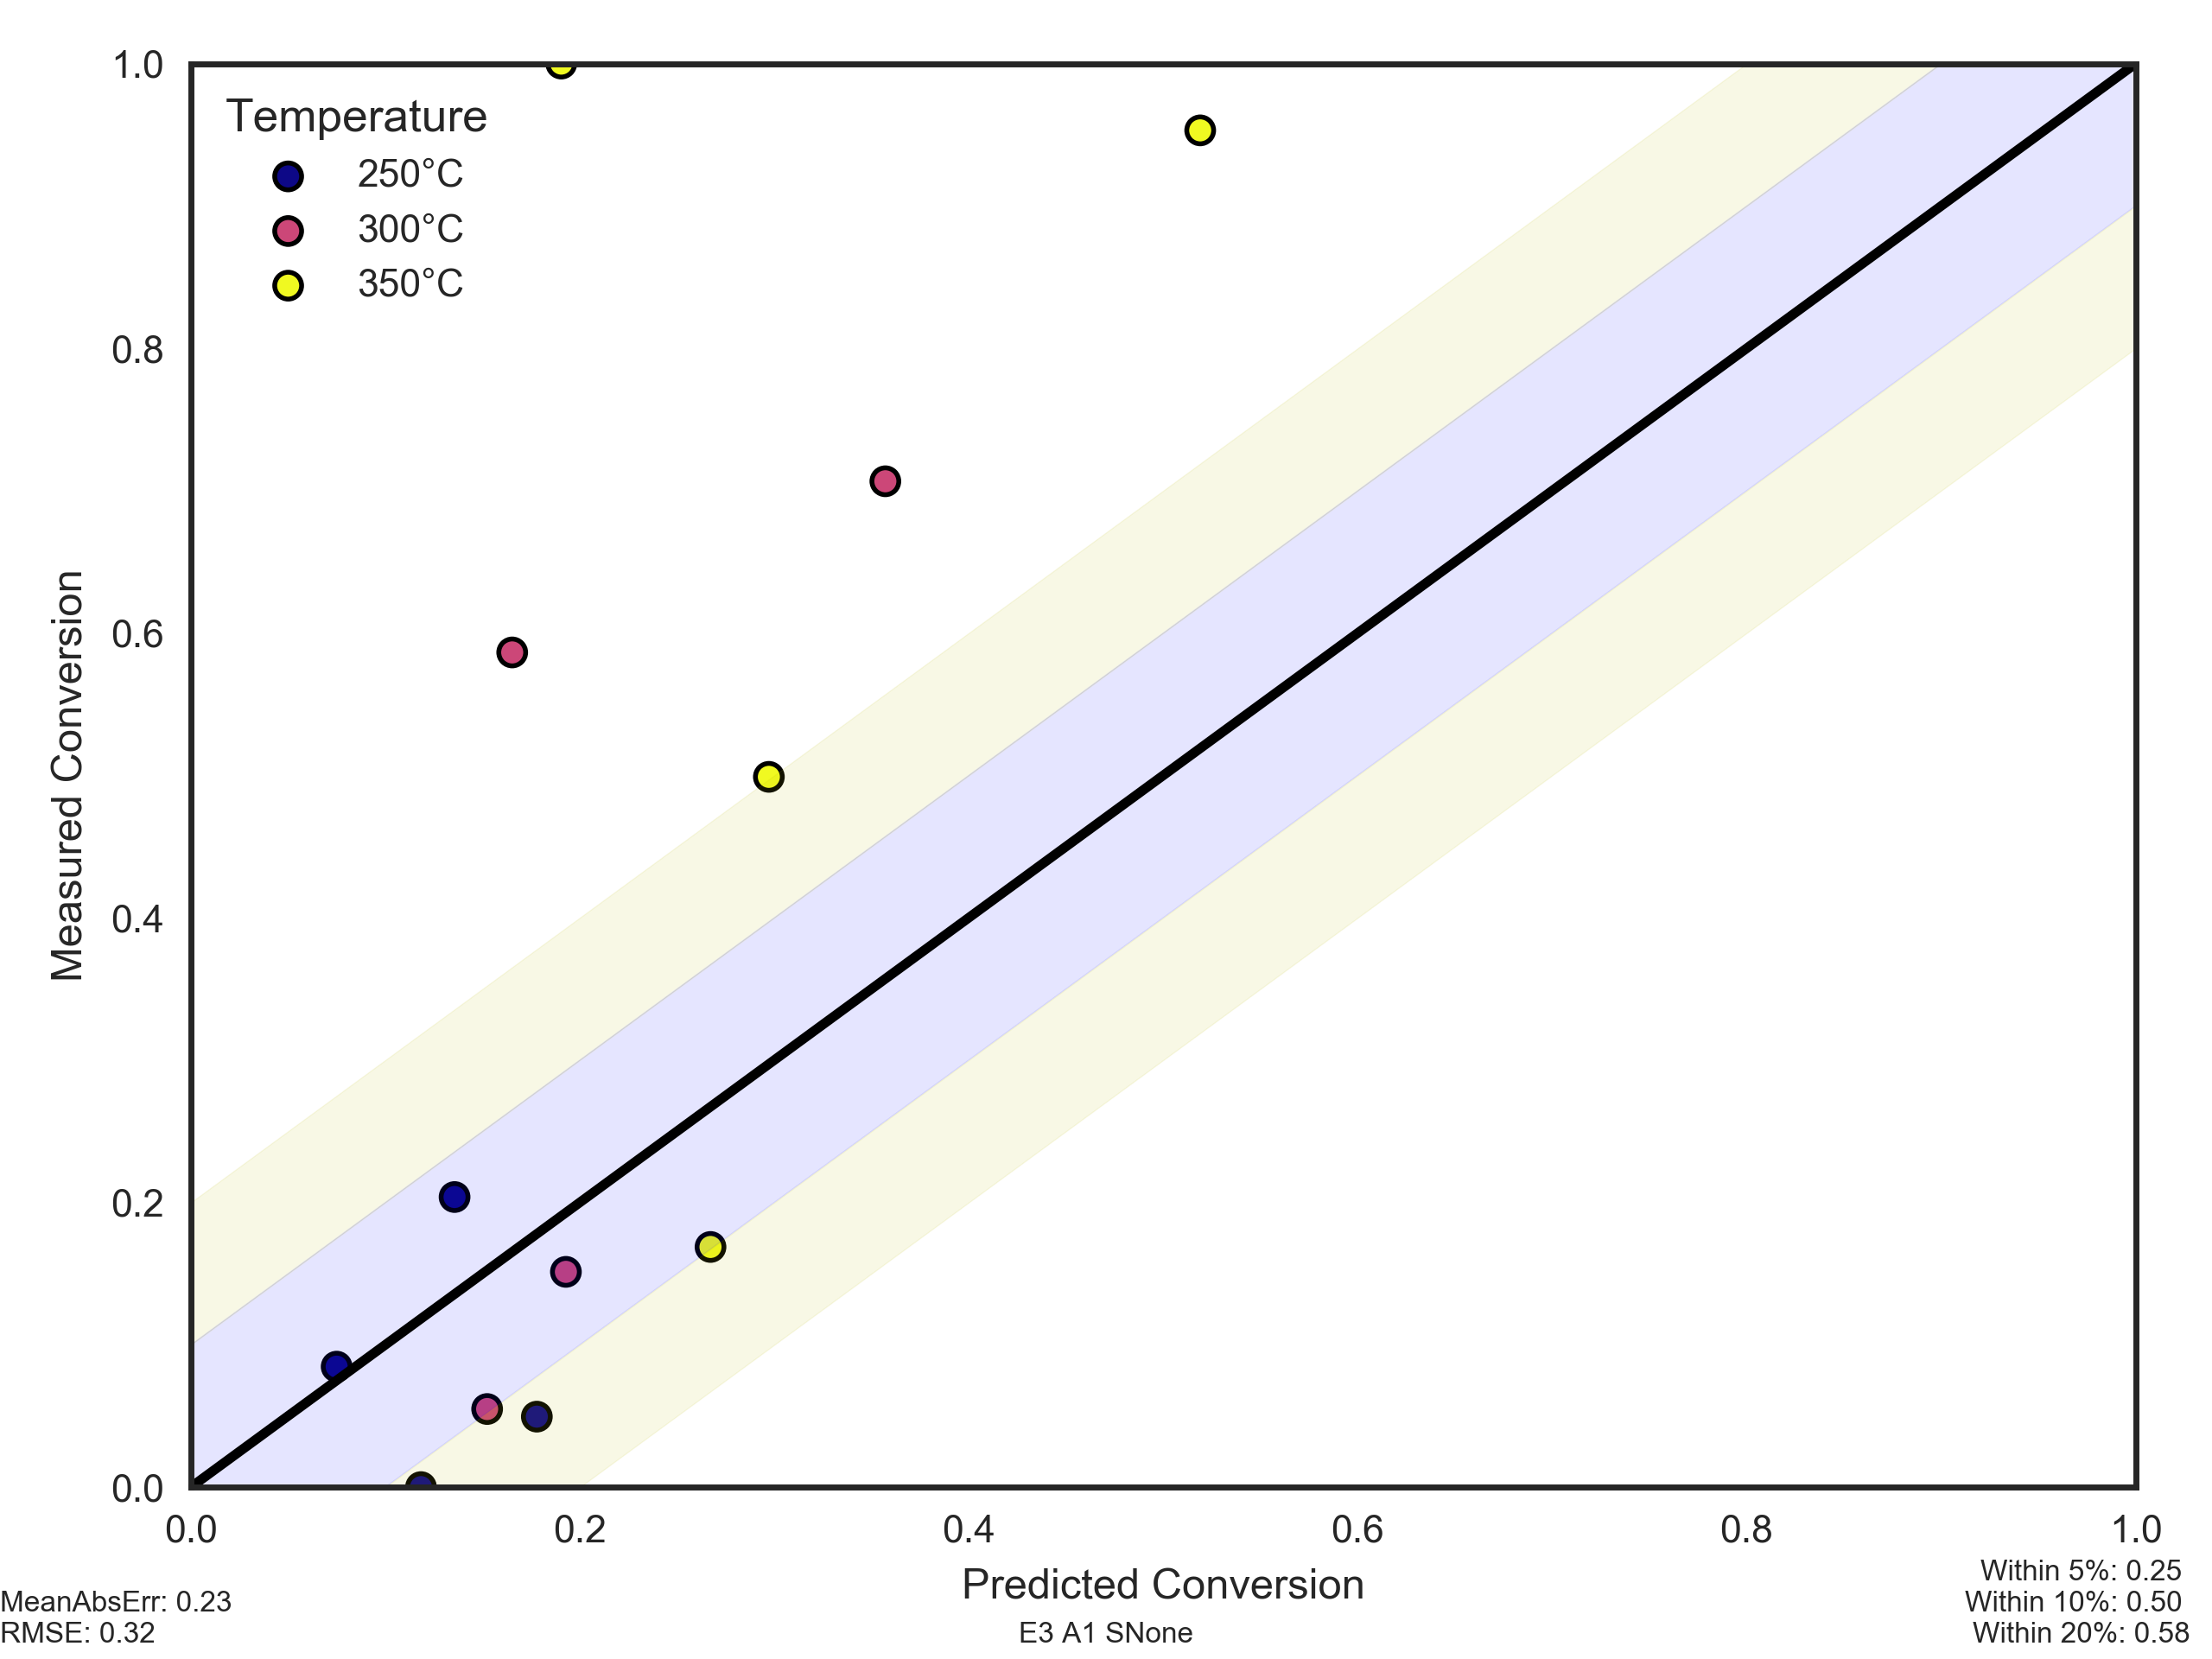 1.0
Temperature
250°C
300°C
350°C
0.8
0.6
0.4
0.2
0.0
Measured Conversion
0.0 0.2 0.4 0.6 0.8 1.0
Predicted Conversion
E3 A1 SNone
MeanAbsErr: 0.23
RMSE: 0.32
Within 5%: 0.25
Within 10%: 0.50
Within 20%: 0.58